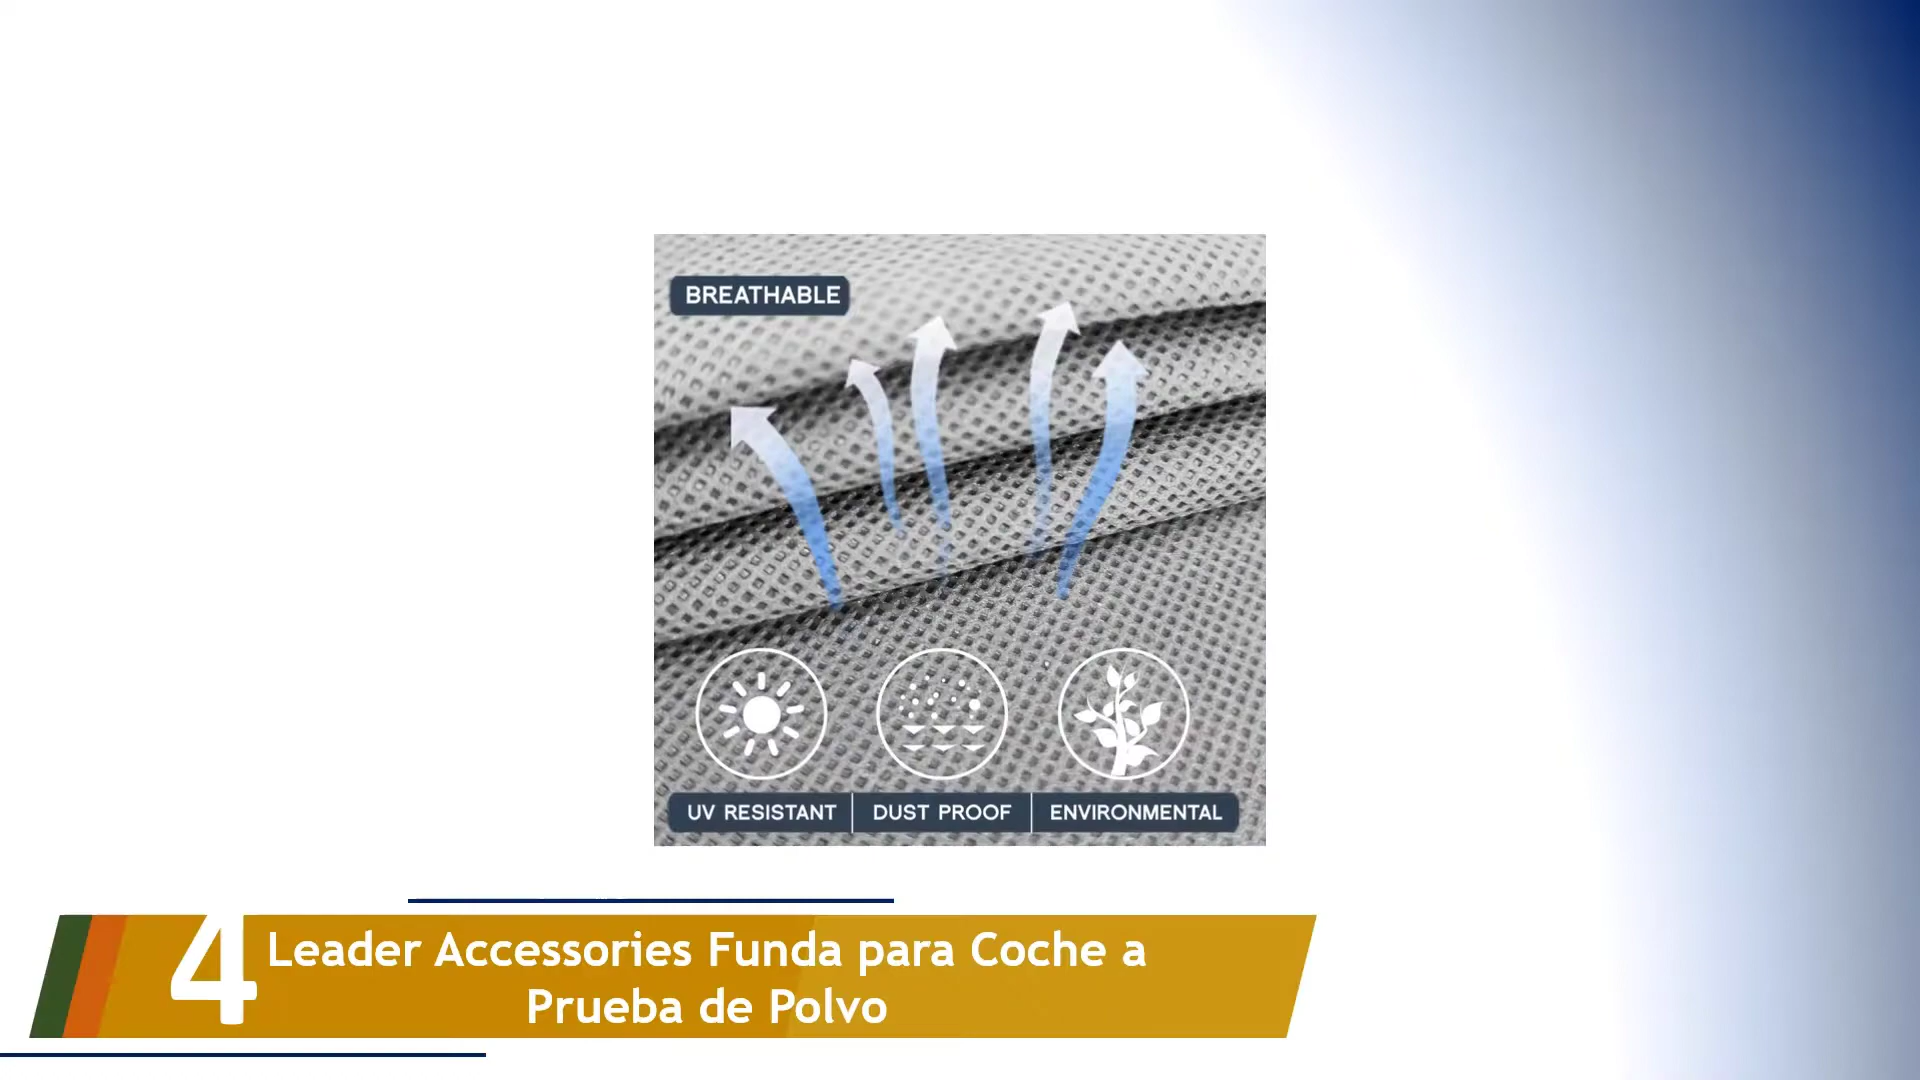 BREATHABLE
UV RESISTANT
DUST PROOF
ENVIRONMENTAL
4
Leader Accessories Funda para Coche a
Prueba de Polvo